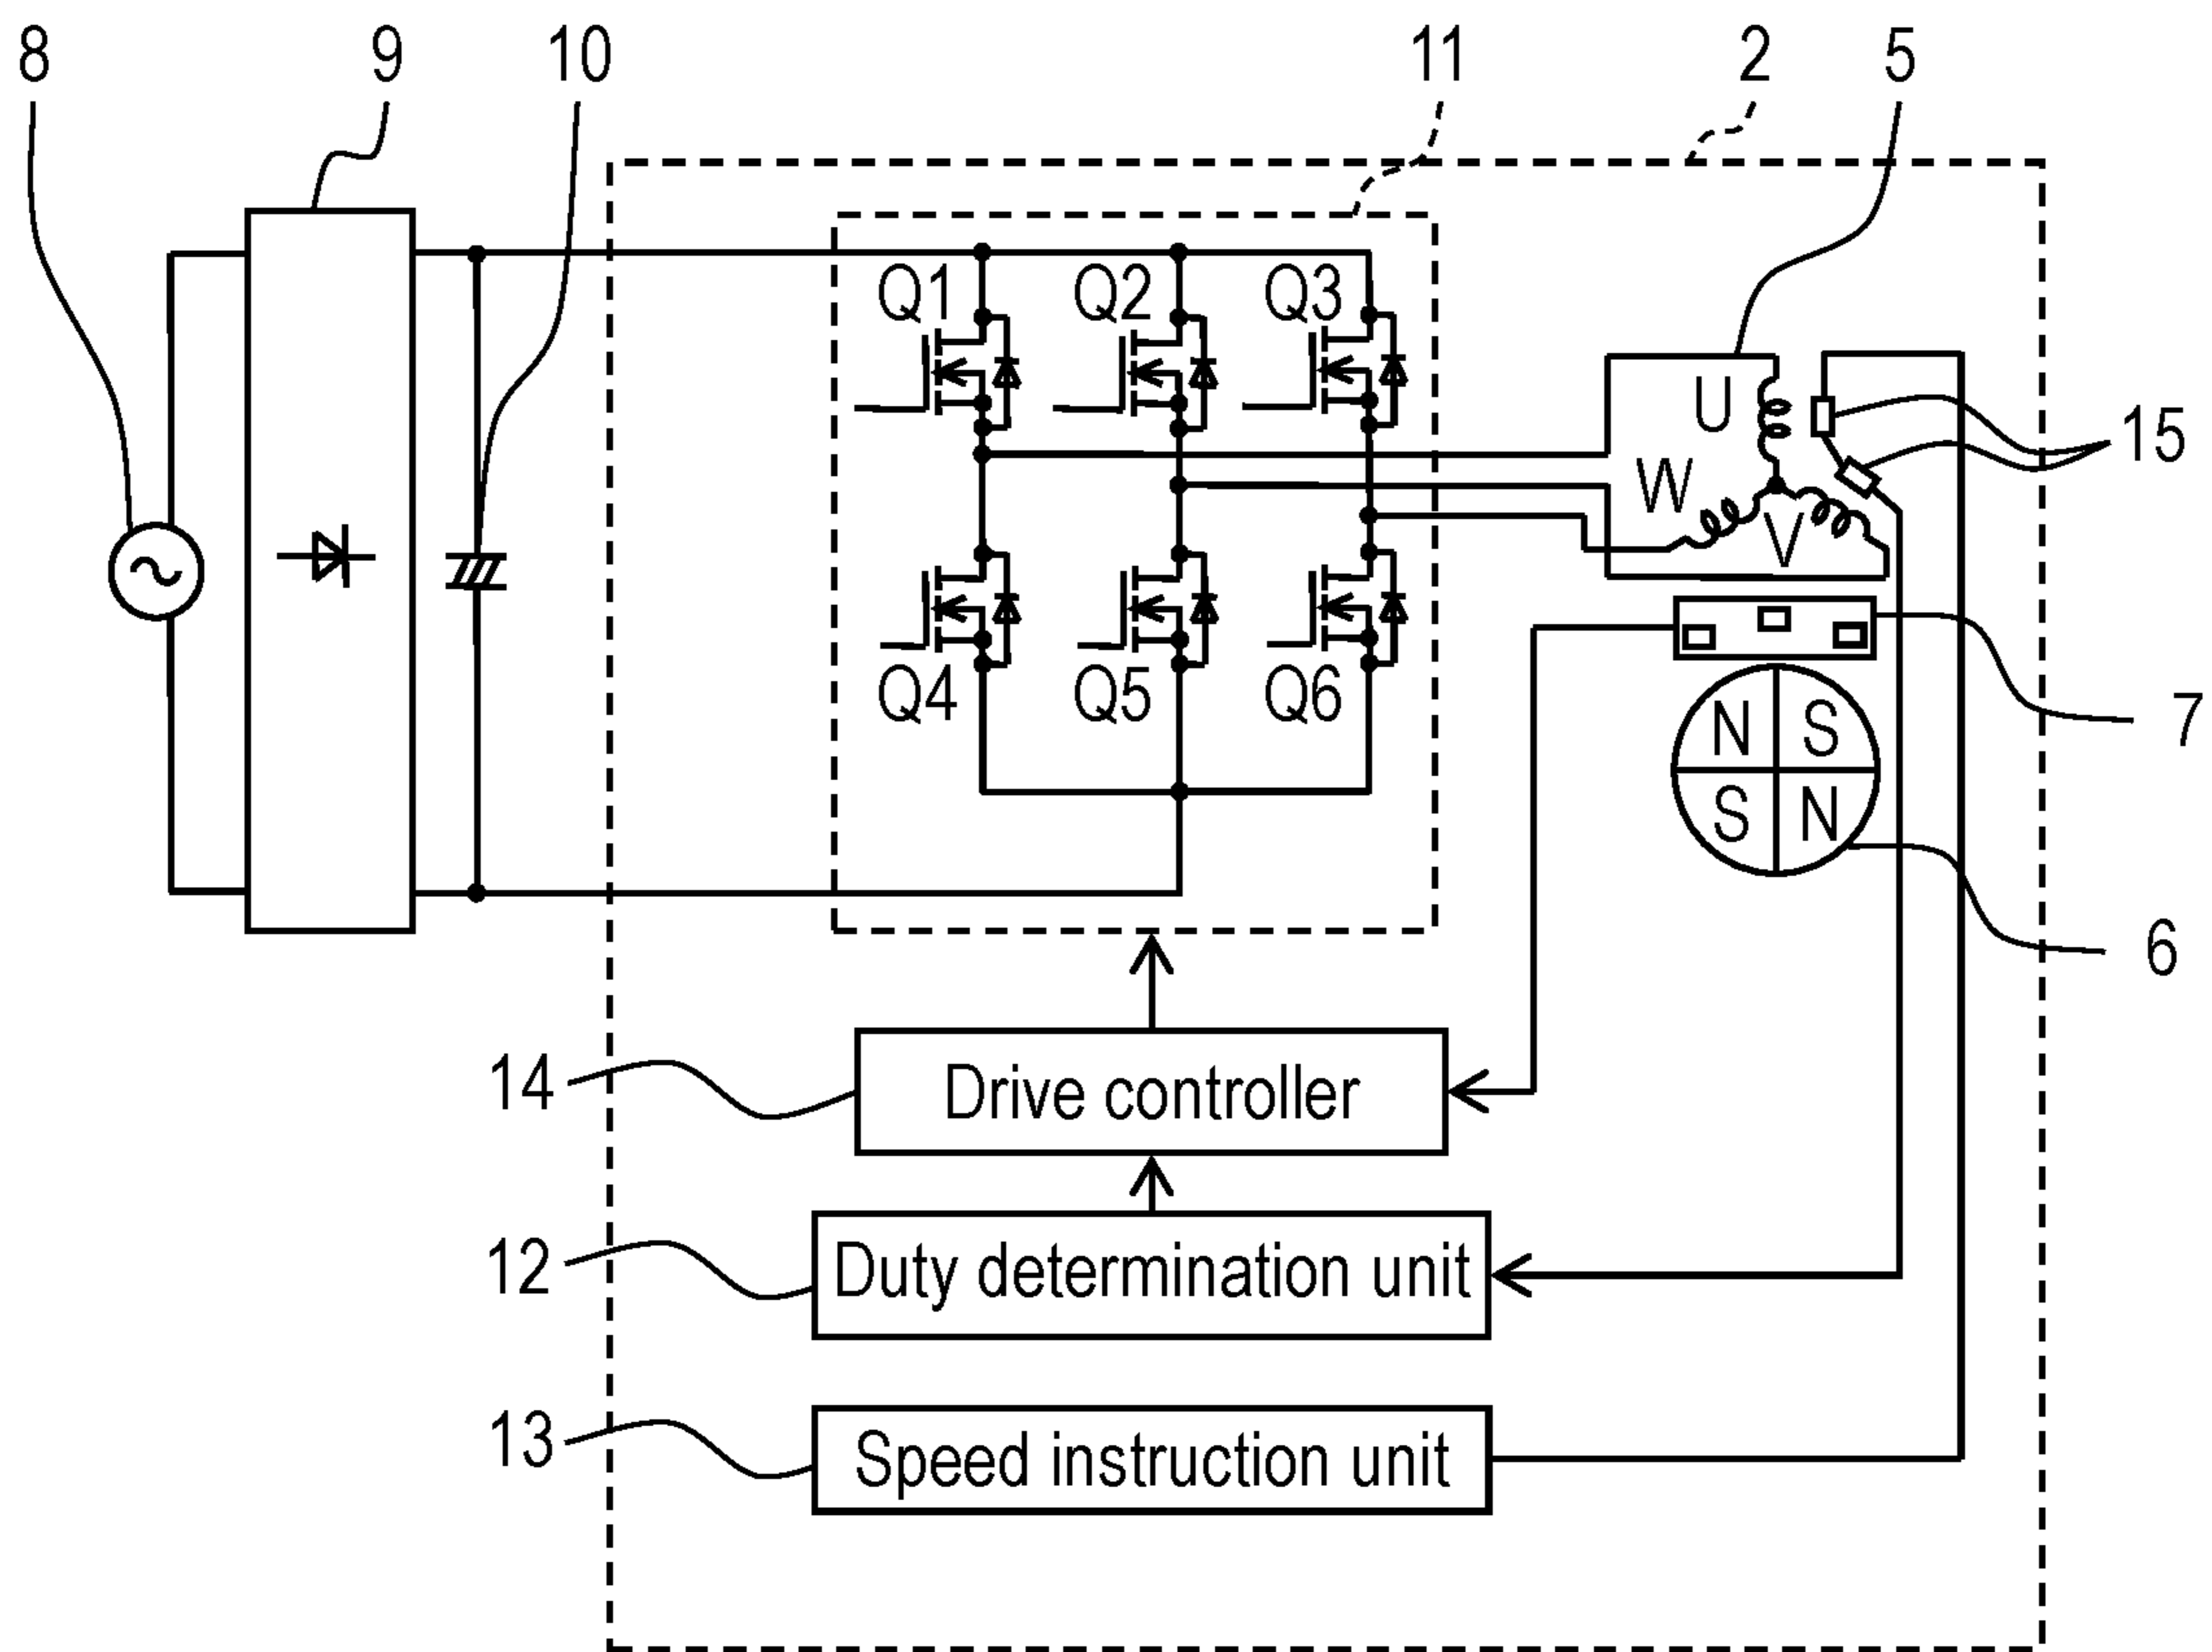 8 9 10 11 2 5
Q1 Q2 Q3
U
15
W
V
Q4 Q5 Q6
7
N S
S N
6
14 Drive controller
12 Duty determination unit
13 Speed instruction unit